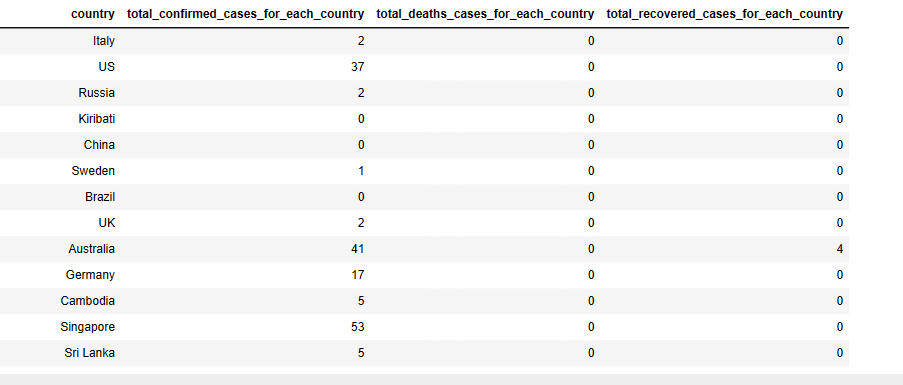 country total_confirmed_cases_for_each_country total_deaths_cases_for_each_country total_recovered_cases_for_each_country
Italy 2 0 0
US 37 0 0
Russia 2 0 0
Kiribati 0 0 0
China 0 0 0
Sweden 1 0 0
Brazil 0 0 0
UK 2 0 0
Australia 41 0 4
Germany 17 0 0
Cambodia 5 0 0
Singapore 53 0 0
Sri Lanka 5 0 0